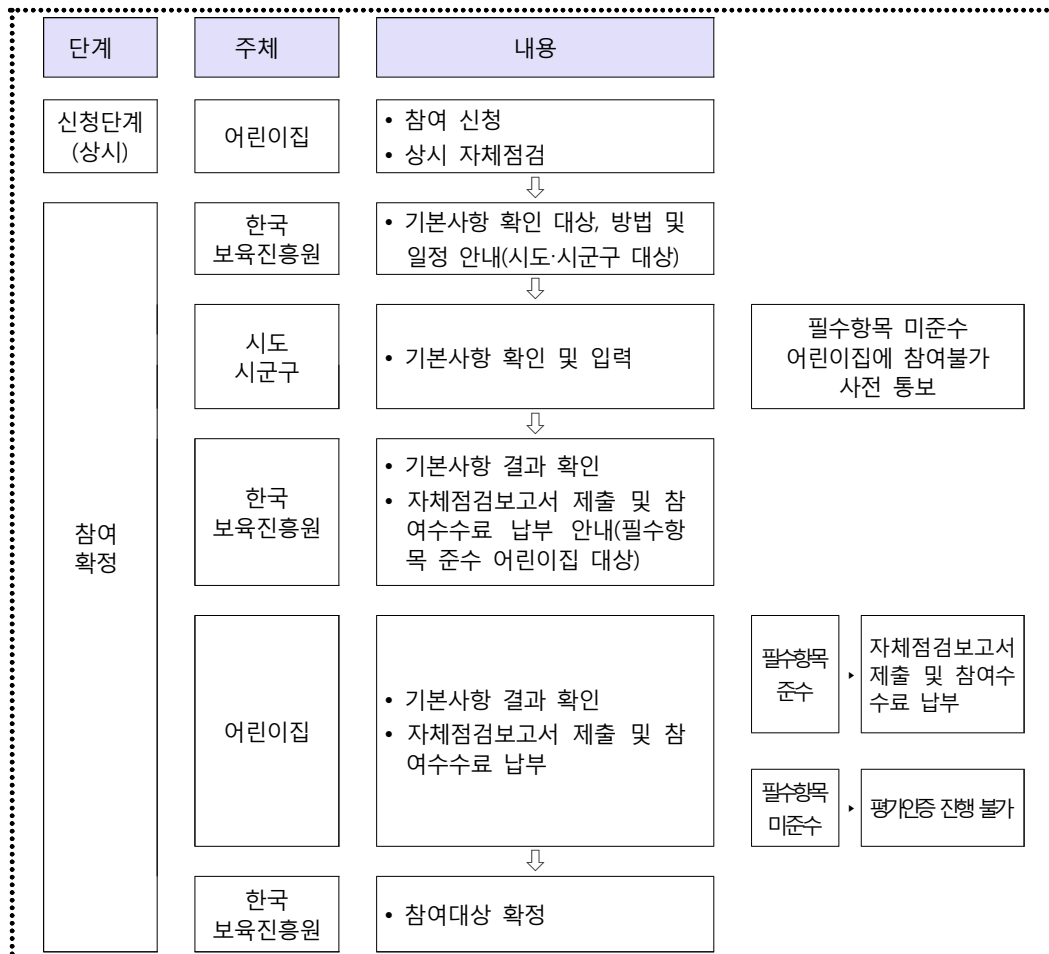 단계
주체
내용
신청단계
(상시)
어린이집
• 참여 신청
• 상시 자체점검
참여
확정
한국
보육진흥원
• 기본사항 확인 대상, 방법 및
일정 안내(시도·시군구 대상)
시도
시군구
• 기본사항 확인 및 입력
필수항목 미준수
어린이집에 참여불가
사전 통보
한국
보육진흥원
• 기본사항 결과 확인
• 자체점검보고서 제출 및 참
여수수료 납부 안내(필수항
목 준수 어린이집 대상)
어린이집
• 기본사항 결과 확인
• 자체점검보고서 제출 및 참
여수수료 납부
필수항목
준수
자체점검보고서
제출 및 참여수
수료 납부
필수항목
미준수
평가인증 진행 불가
한국
보육진흥원
• 참여대상 확정